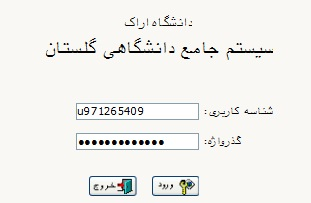 دانشگاه اراک
سیستم جامع دانشگاهی گلستان
شناسه کاربری: u971265409
گذرواژه: •••••••••••••
ورود خروج